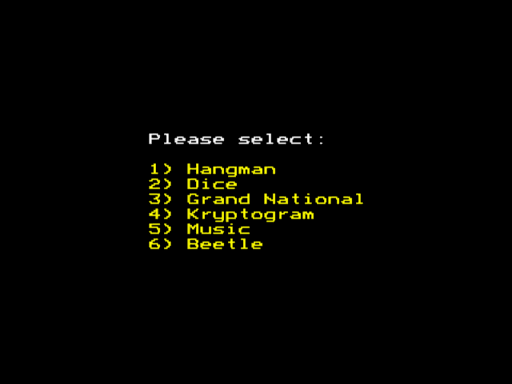 Please select:
1) Hangman
2) Dice
3) Grand National
4) Kryptogram
5) Music
6) Beetle